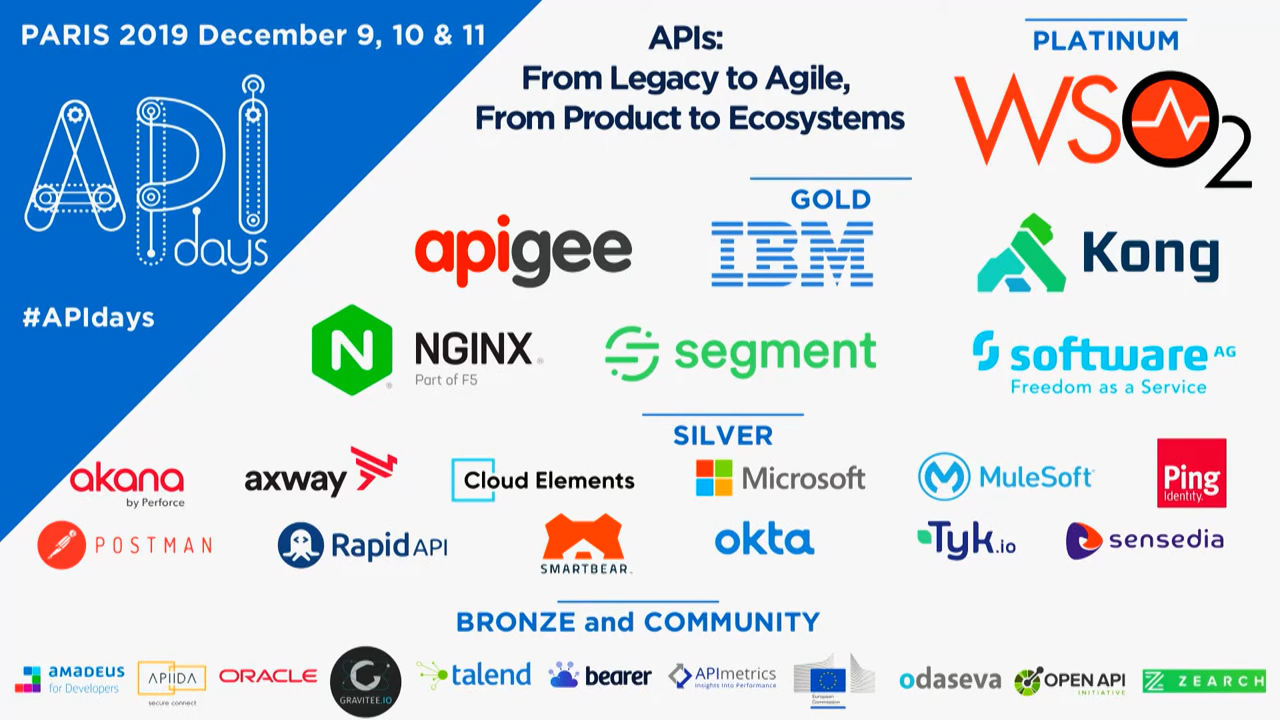 PARIS 2019 December 9, 10 & 11
API
days
#APIdays
APIs:
From Legacy to Agile,
From Product to Ecosystems
PLATINUM
WSO2
GOLD
apigee
IBM
Kong
NGINX
Part of F5
segment
software AG
Freedom as a Service
SILVER
akana
by Perforce
axway
Cloud Elements
Microsoft
MuleSoft
Ping
Identity.
POSTMAN
RapidAPI
SMARTBEAR
okta
Tyk.io
sensedia
BRONZE and COMMUNITY
amadeus
for Developers
APIIDA
secure connect
ORACLE
G
GRAVITEE.IO
talend
bearer
APImetrics
Insights into Performance
European
Commission
odaseva
OPEN API
INITIATIVE
Z ZEARCH